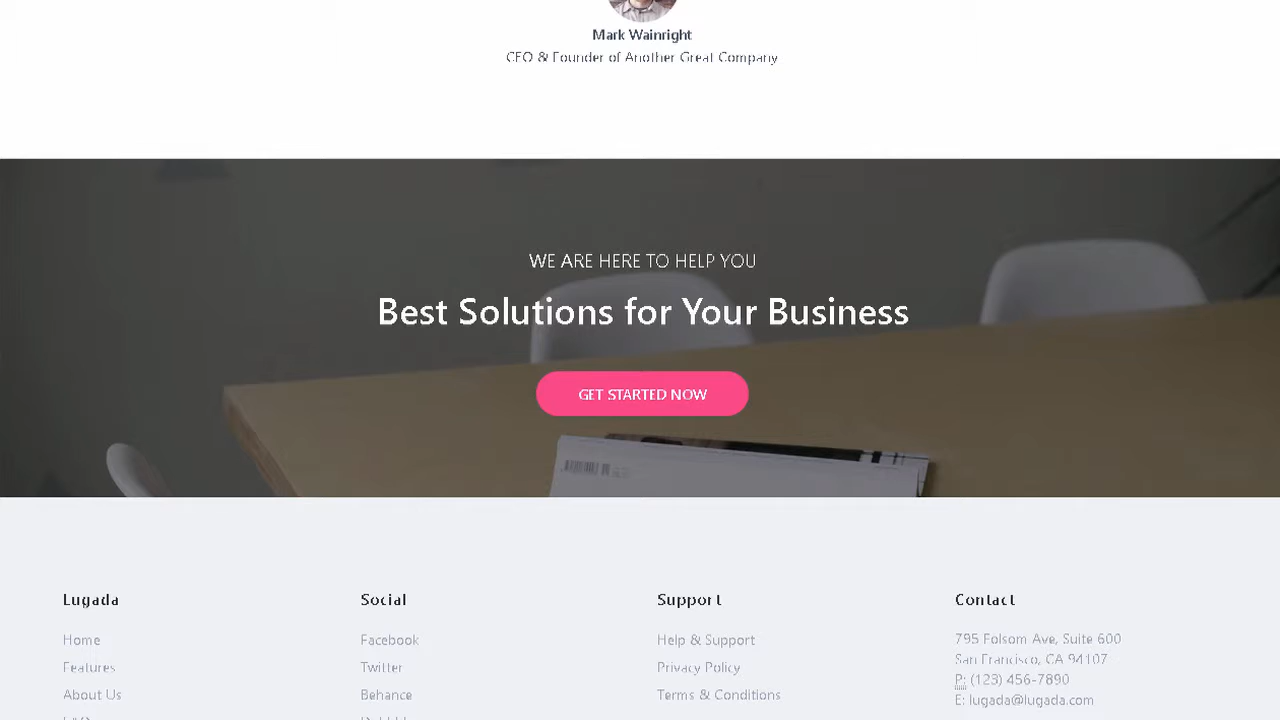 Mark Wainright
CEO & Founder of Another Great Company
WE ARE HERE TO HELP YOU
Best Solutions for Your Business
GET STARTED NOW
Lugada
Home
Features
About Us
Social
Facebook
Twitter
Behance
Support
Help & Support
Privacy Policy
Terms & Conditions
Contact
795 Folsom Ave, Suite 600
San Francisco, CA 94107
P: (123) 456-7890
E: lugada@lugada.com